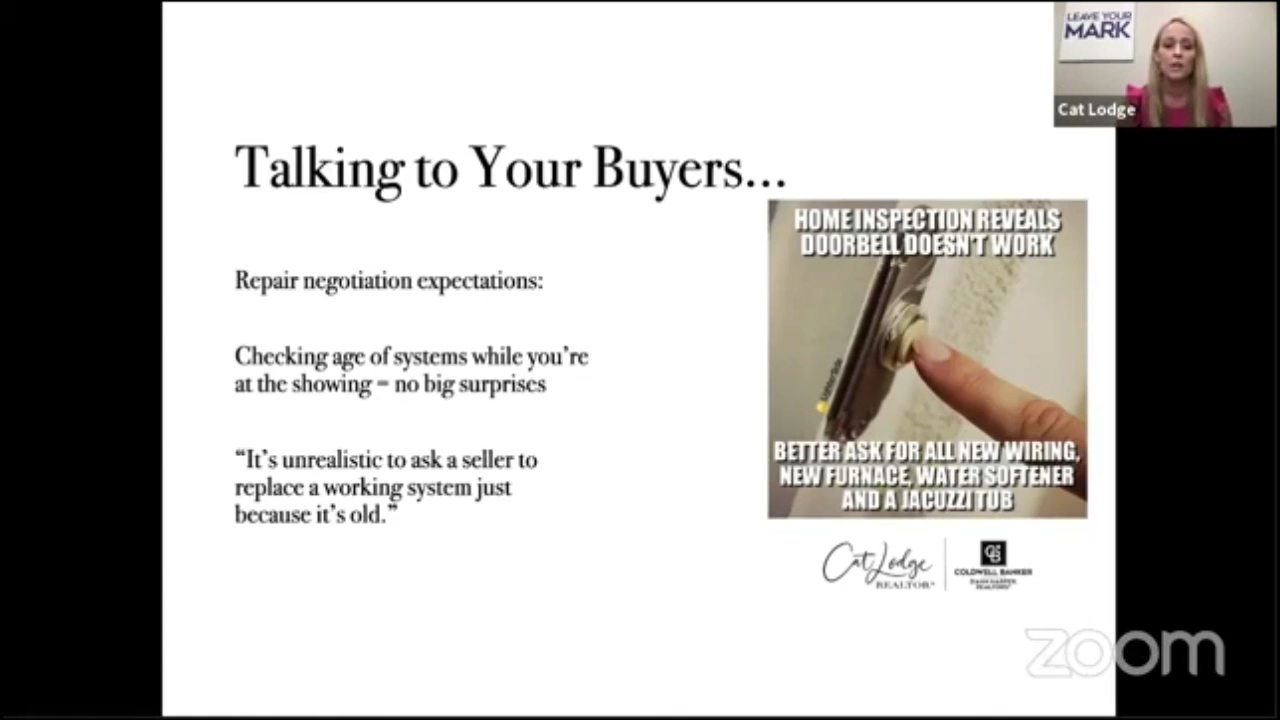 LEAVE YOUR
MARK
Cat Lodge
Talking to Your Buyers...
Repair negotiation expectations:
Checking age of systems while you're
at the showing = no big surprises
“It's unrealistic to ask a seller to
replace a working system just
because it's old.”
HOME INSPECTION REVEALS
DOORBELL DOESN'T WORK
BETTER ASK FOR ALL NEW WIRING,
NEW FURNACE, WATER SOFTENER
AND A JACUZZI TUB
Cat Lodge
REALTOR®
CB
COLDWELL BANKER
zoom